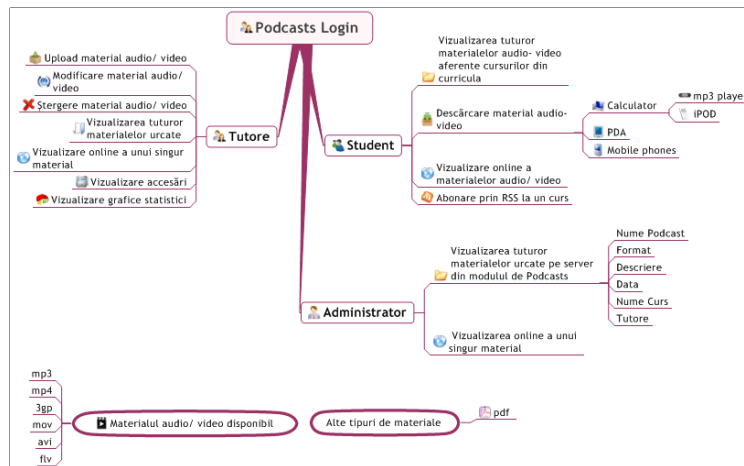 Podcasts Login
Upload material audio/ video
Modificare material audio/
video
Ştergere material audio/ video
Vizualizarea tuturor
materialelor urcate
Vizualizare online a unui singur
material
Vizualizare accesări
Vizualizare grafice statistici
Tutore
Student
Vizualizarea tuturor
materialelor audio- video
aferente cursurilor din
curricula
Descărcare material audio-
video
Calculator
mp3 playe
iPOD
PDA
Mobile phones
Vizualizare online a
materialelor audio/ video
Abonare prin RSS la un curs
Administrator
Vizualizarea tuturor
materialelor urcate pe server
din modulul de Podcasts
Nume Podcast
Format
Descriere
Data
Nume Curs
Tutore
Vizualizarea online a unui
singur material
mp3
mp4
3gp
mov
avi
flv
Materialul audio/ video disponibil
Alte tipuri de materiale
pdf